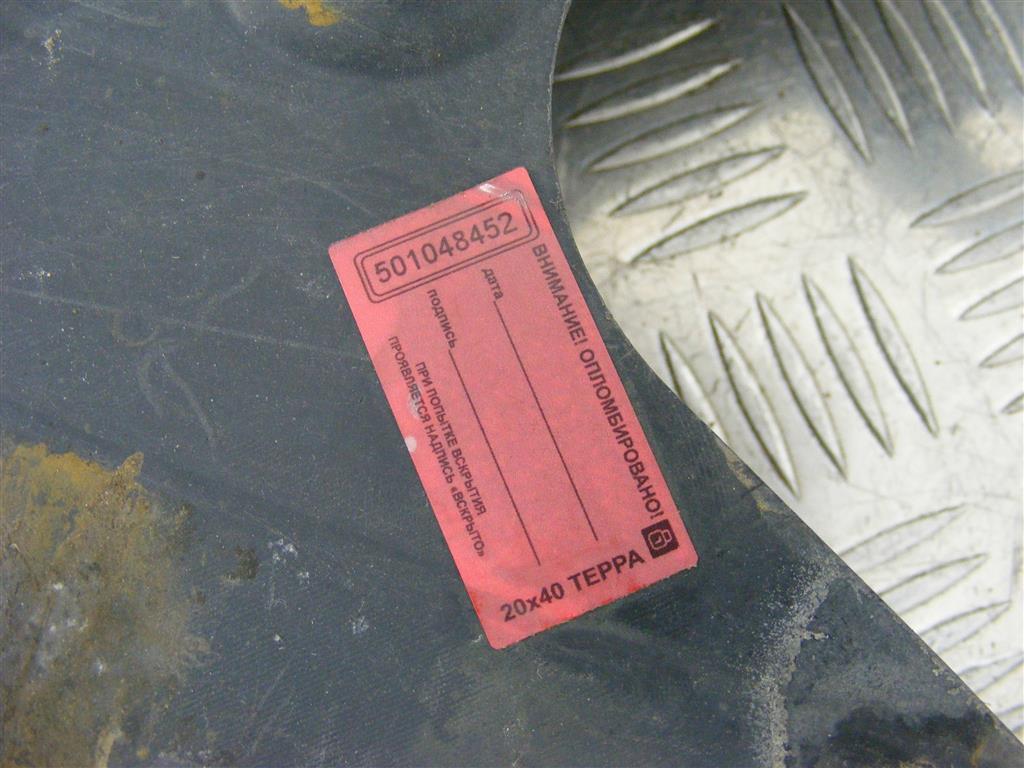 501048452
ВНИМАНИЕ! ОПЛОМБИРОВАНО!
дата
подпись
ПРИ ПОПЫТКЕ ВСКРЫТИЯ
ПРОЯВЛЯЕТСЯ НАДПИСЬ «ВСКРЫТО»
20x40 ТЕРРА